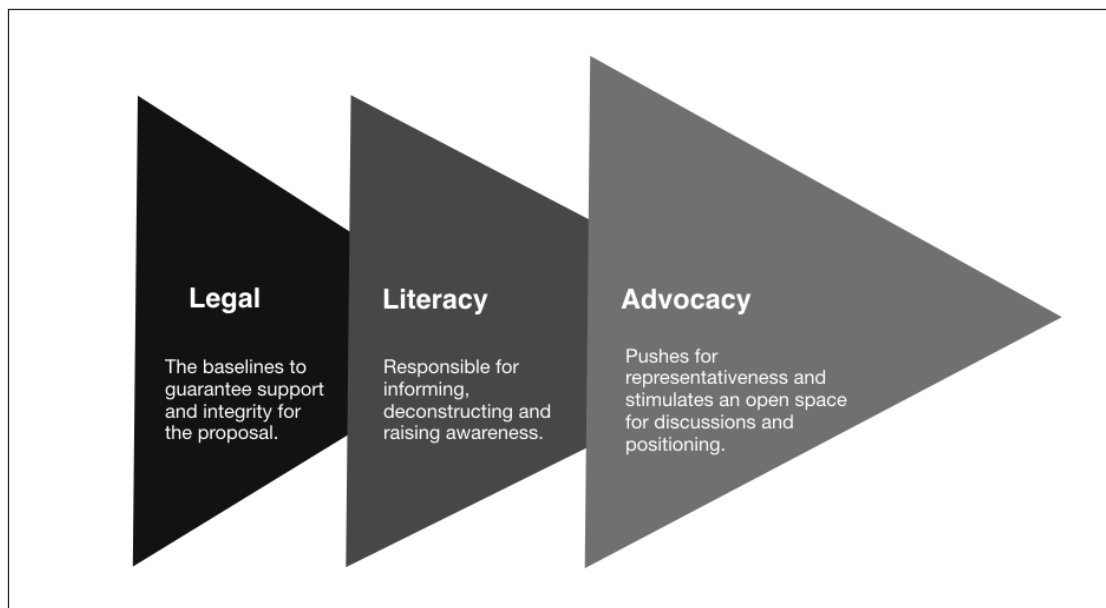 Legal
The baselines to
guarantee support
and integrity for
the proposal.
Literacy
Responsible for
informing,
deconstructing and
raising awareness.
Advocacy
Pushes for
representativeness and
stimulates an open space
for discussions and
positioning.